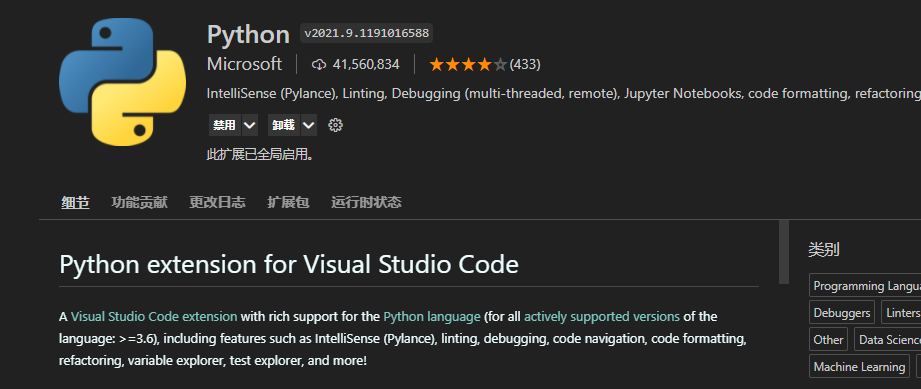 Python v2021.9.1191016588
Microsoft 41,560,834 (433)
IntelliSense (Pylance), Linting, Debugging (multi-threaded, remote), Jupyter Notebooks, code formatting, refactoring
禁用 卸载
此扩展已全局启用。
细节 功能贡献 更改日志 扩展包 运行时状态
Python extension for Visual Studio Code
A Visual Studio Code extension with rich support for the Python language (for all actively supported versions of the
language: >=3.6), including features such as IntelliSense (Pylance), linting, debugging, code navigation, code formatting,
refactoring, variable explorer, test explorer, and more!
类别
Programming Langu
Debuggers Linters
Other Data Scienc
Machine Learning